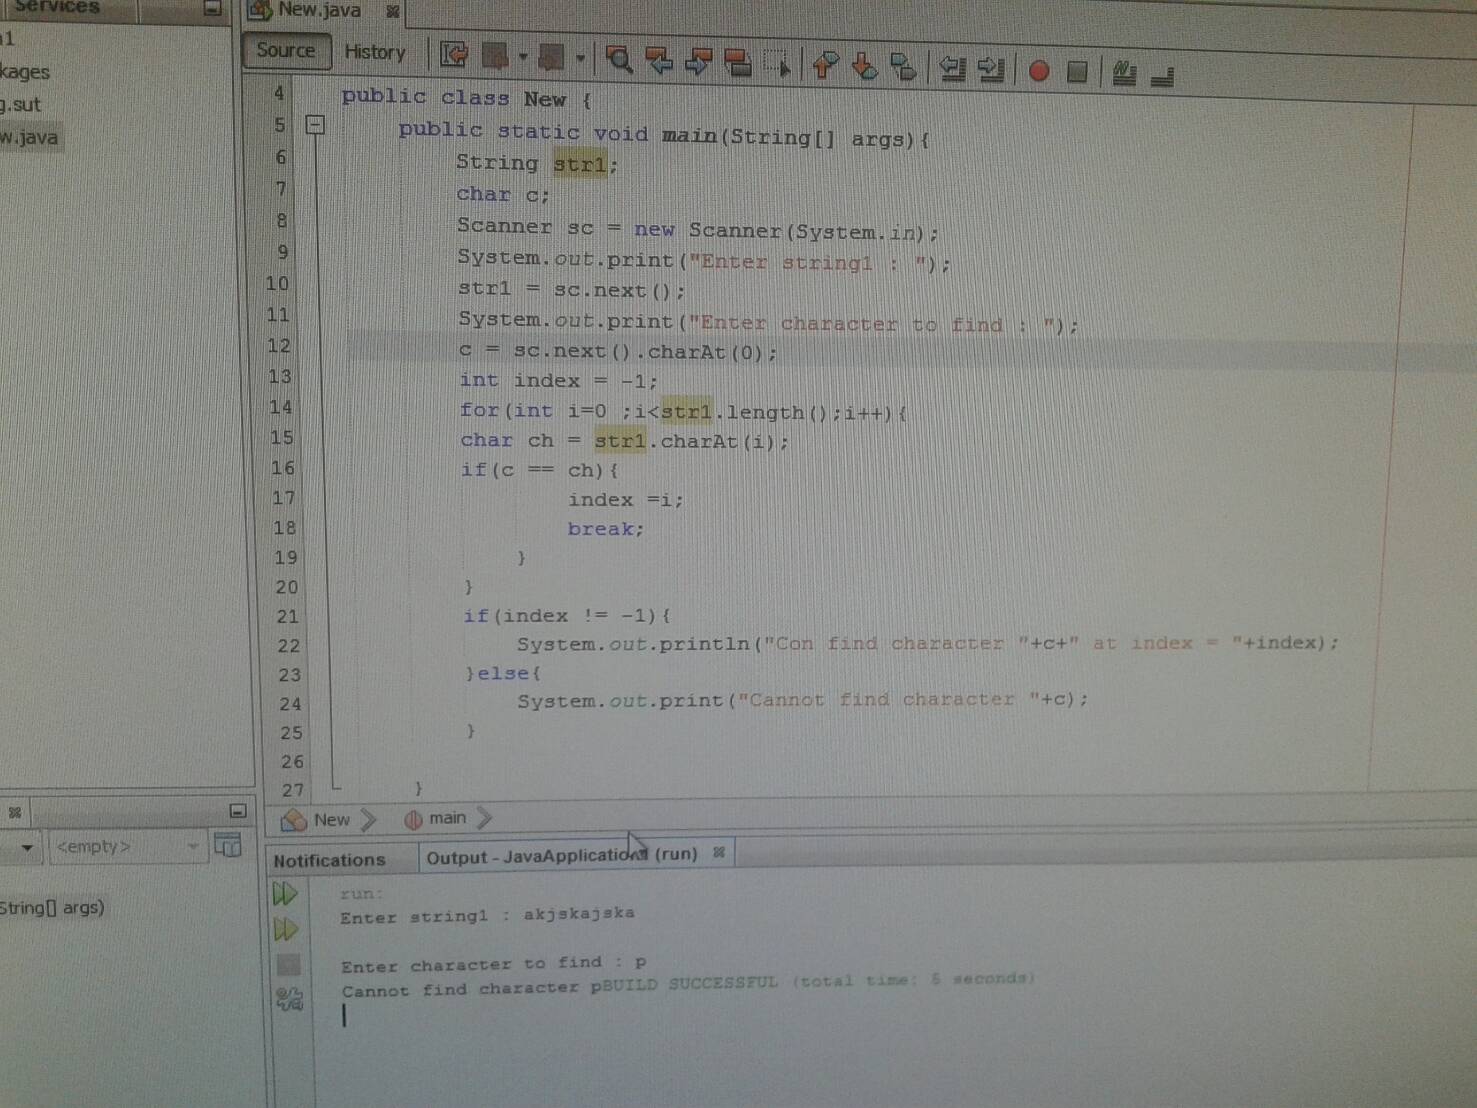 Services
New.java
Source History
kages
g.sut
w.java
4 public class New {
5 public static void main(String[] args){
6 String str1;
7 char c;
8 Scanner sc = new Scanner(System.in);
9 System.out.print("Enter string1 : ");
10 str1 = sc.next();
11 System.out.print("Enter character to find : ");
12 c = sc.next().charAt(0);
13 int index = -1;
14 for(int i=0 ;i<str1.length();i++){
15 char ch = str1.charAt(i);
16 if(c == ch){
17 index =i;
18 break;
19 }
20 }
21 if(index != -1){
22 System.out.println("Con find character "+c+" at index = "+index);
23 }else{
24 System.out.print("Cannot find character "+c);
25 }
26
27 }
New main
<empty>
String[] args)
Notifications Output - JavaApplication (run)
run:
Enter string1 : akjskajska
Enter character to find : p
Cannot find character pBUILD SUCCESSFUL (total time: 5 seconds)